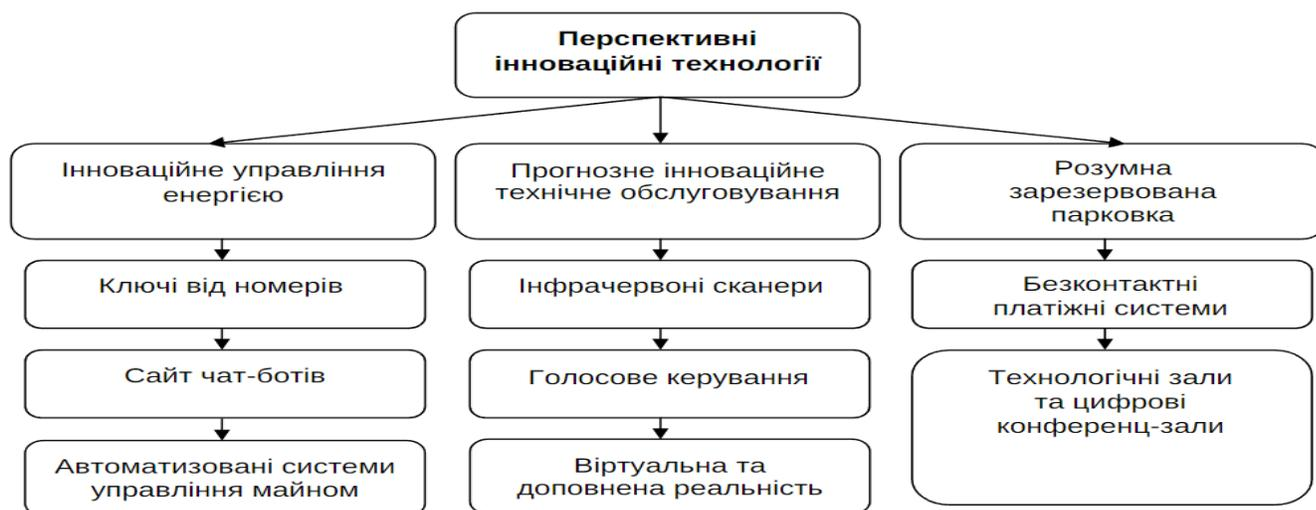 Перспективні
інноваційні технології
Інноваційне управління
енергією
Прогнозне інноваційне
технічне обслуговування
Розумна
зарезервована
парковка
Ключі від номерів
Інфрачервоні сканери
Безконтактні
платіжні системи
Сайт чат-ботів
Голосове керування
Технологічні зали
та цифрові
конференц-зали
Автоматизовані системи
управління майном
Віртуальна та
доповнена реальність